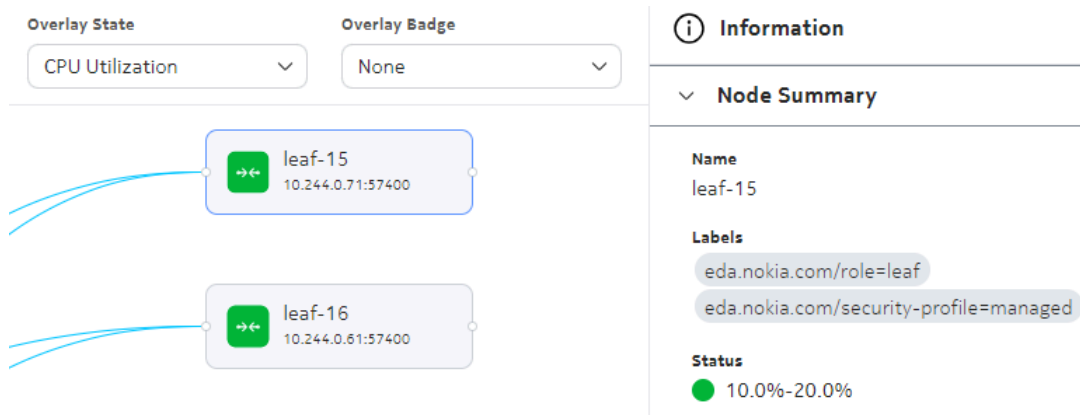 Overlay State
CPU Utilization
Overlay Badge
None
leaf-15
10.244.0.71:57400
leaf-16
10.244.0.61:57400
Information
Node Summary
Name
leaf-15
Labels
eda.nokia.com/role=leaf
eda.nokia.com/security-profile=managed
Status
10.0%-20.0%